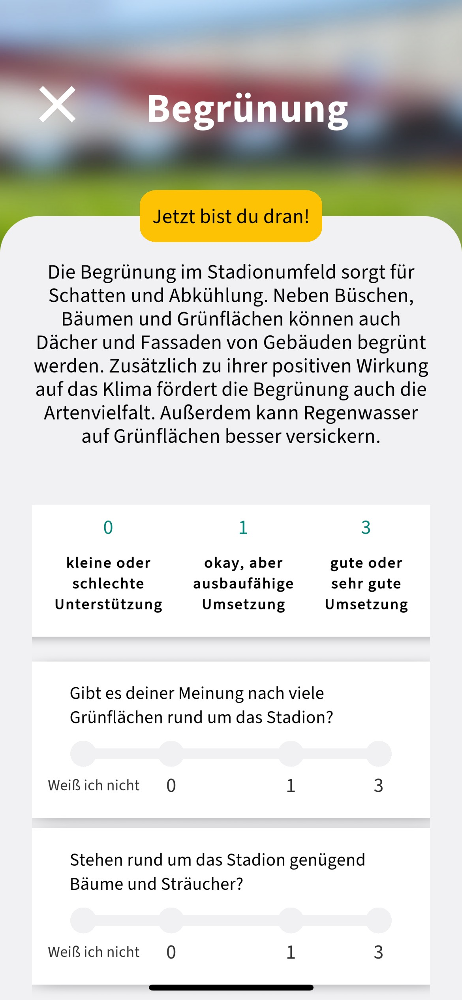 Begrünung
Jetzt bist du dran!
Die Begrünung im Stadionumfeld sorgt für
Schatten und Abkühlung. Neben Büschen,
Bäumen und Grünflächen können auch
Dächer und Fassaden von Gebäuden begrünt
werden. Zusätzlich zu ihrer positiven Wirkung
auf das Klima fördert die Begrünung auch die
Artenvielfalt. Außerdem kann Regenwasser
auf Grünflächen besser versickern.
0
kleine oder
schlechte
Unterstützung
1
okay, aber
ausbaufähige
Umsetzung
3
gute oder
sehr gute
Umsetzung
Gibt es deiner Meinung nach viele
Grünflächen rund um das Stadion?
Weiß ich nicht 0 1 3
Stehen rund um das Stadion genügend
Bäume und Sträucher?
Weiß ich nicht 0 1 3